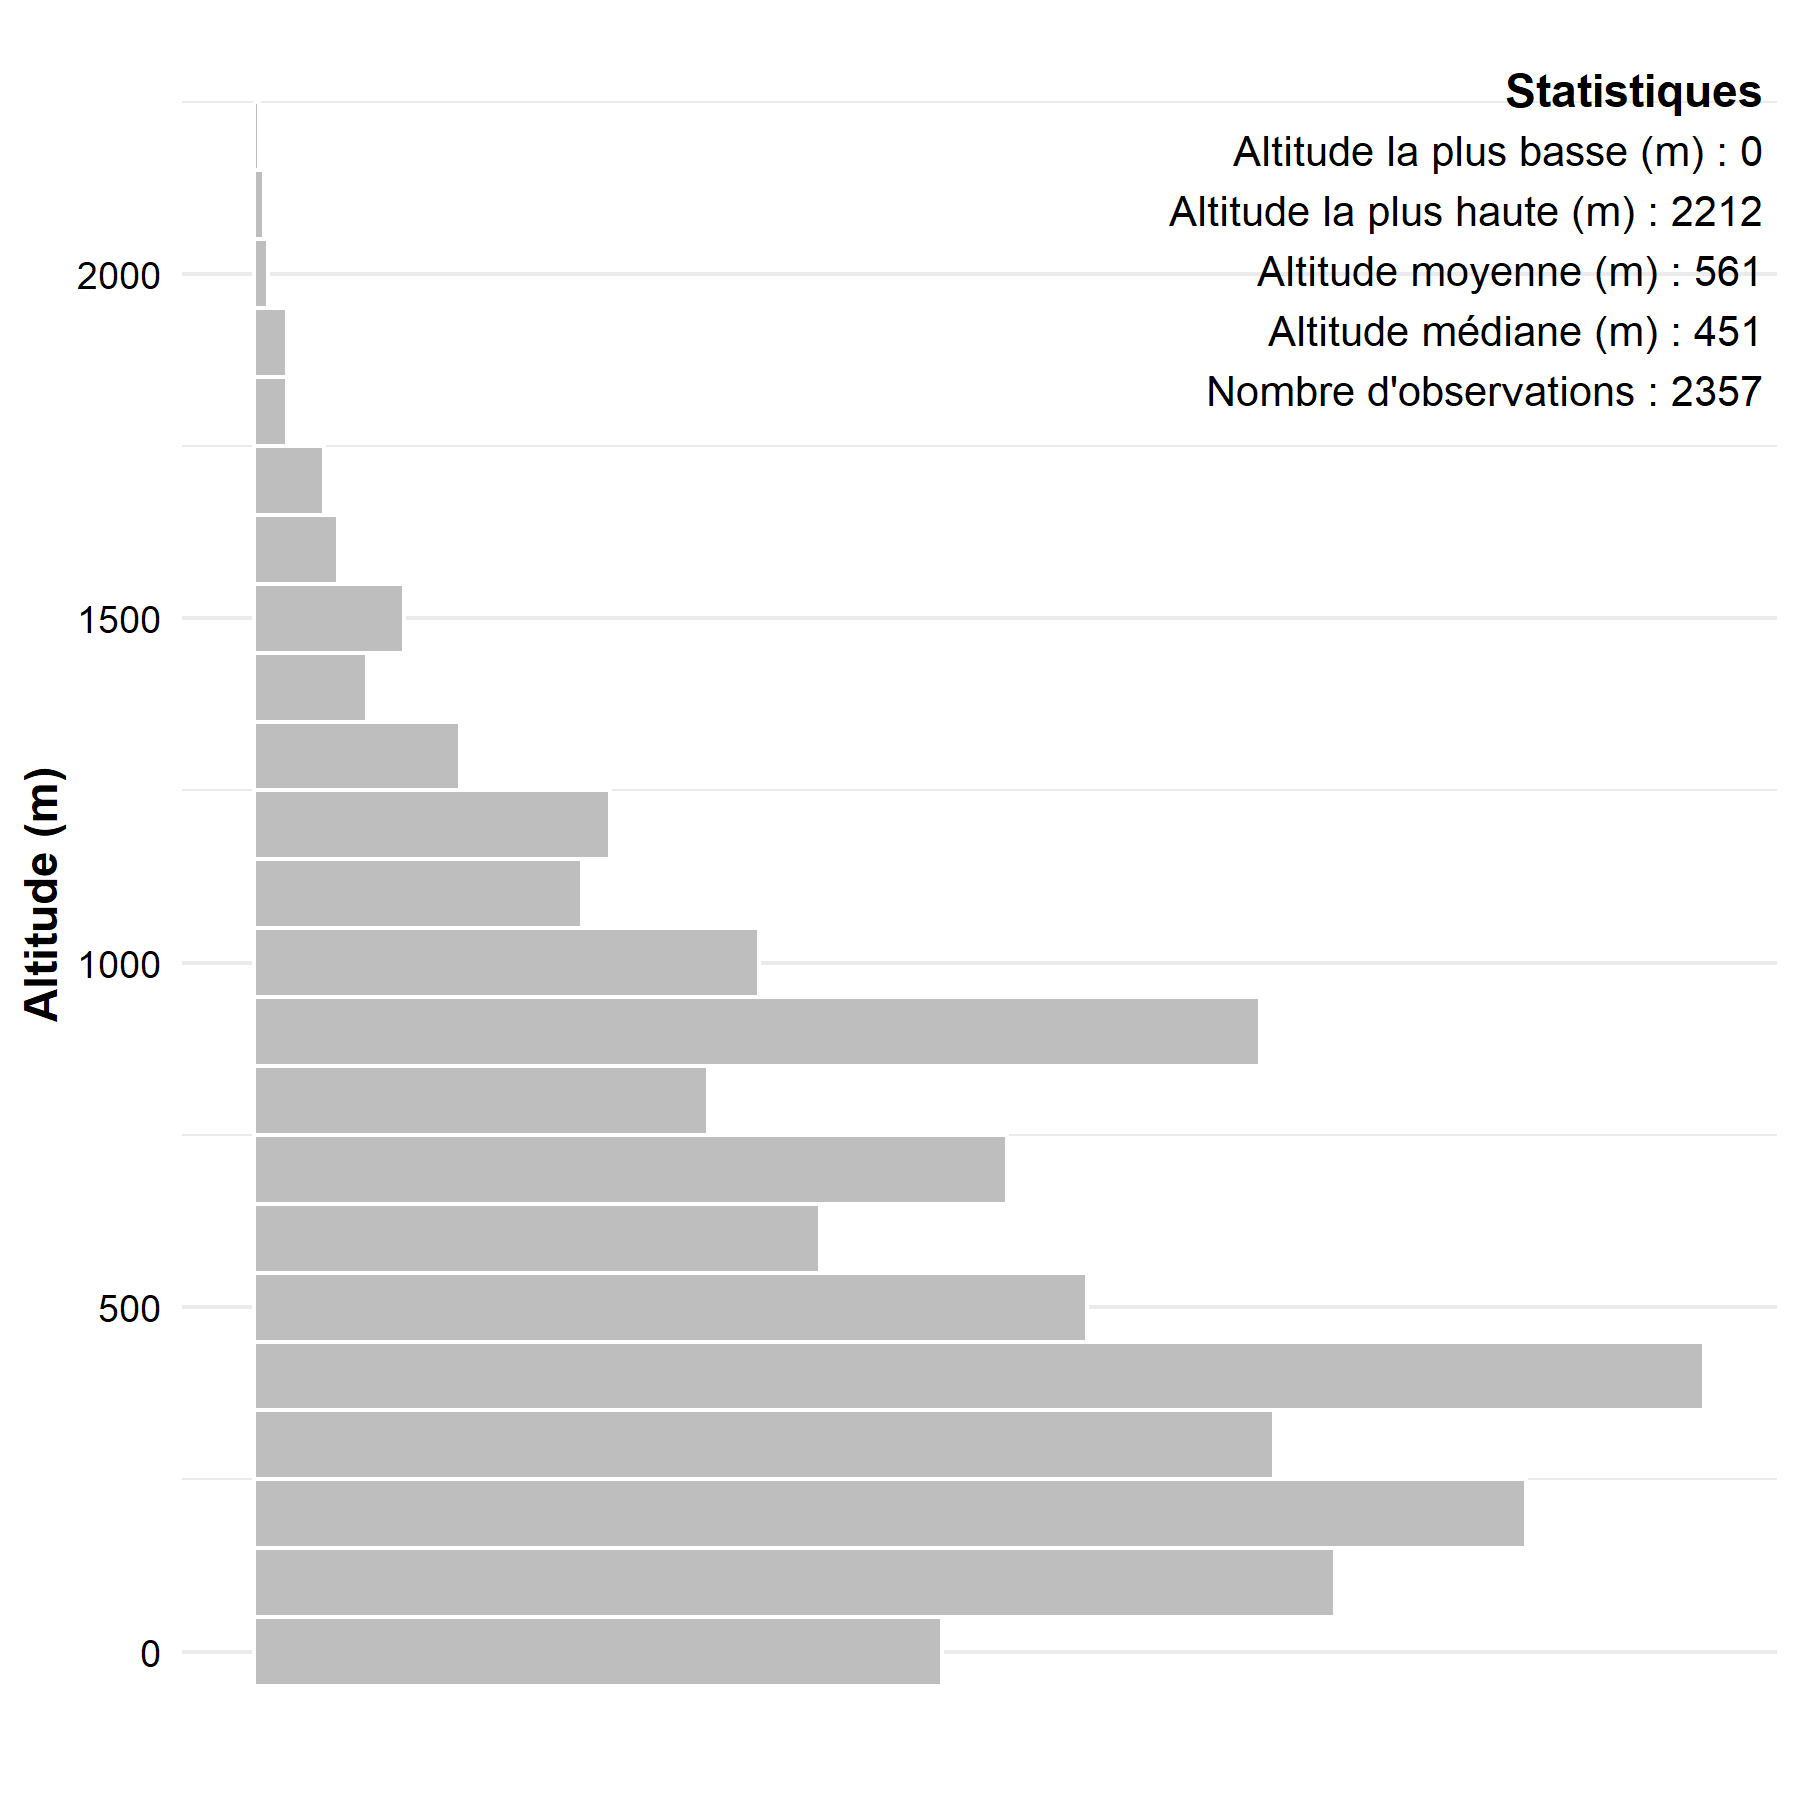 Statistiques
Altitude la plus basse (m) : 0
Altitude la plus haute (m) : 2212
Altitude moyenne (m) : 561
Altitude médiane (m) : 451
Nombre d'observations : 2357
Altitude (m)
2000
1500
1000
500
0